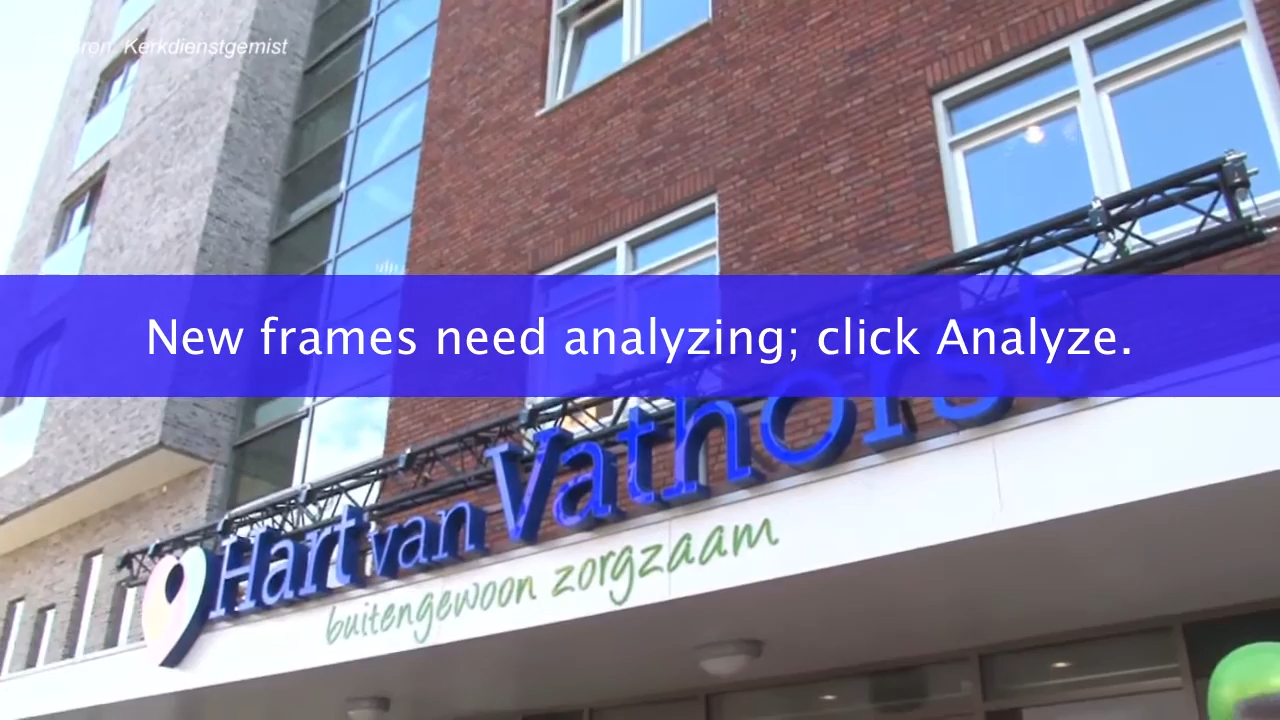 Kerkdienstgemist
New frames need analyzing; click Analyze.
Hart van Vathorst
buitengewoon zorgzaam